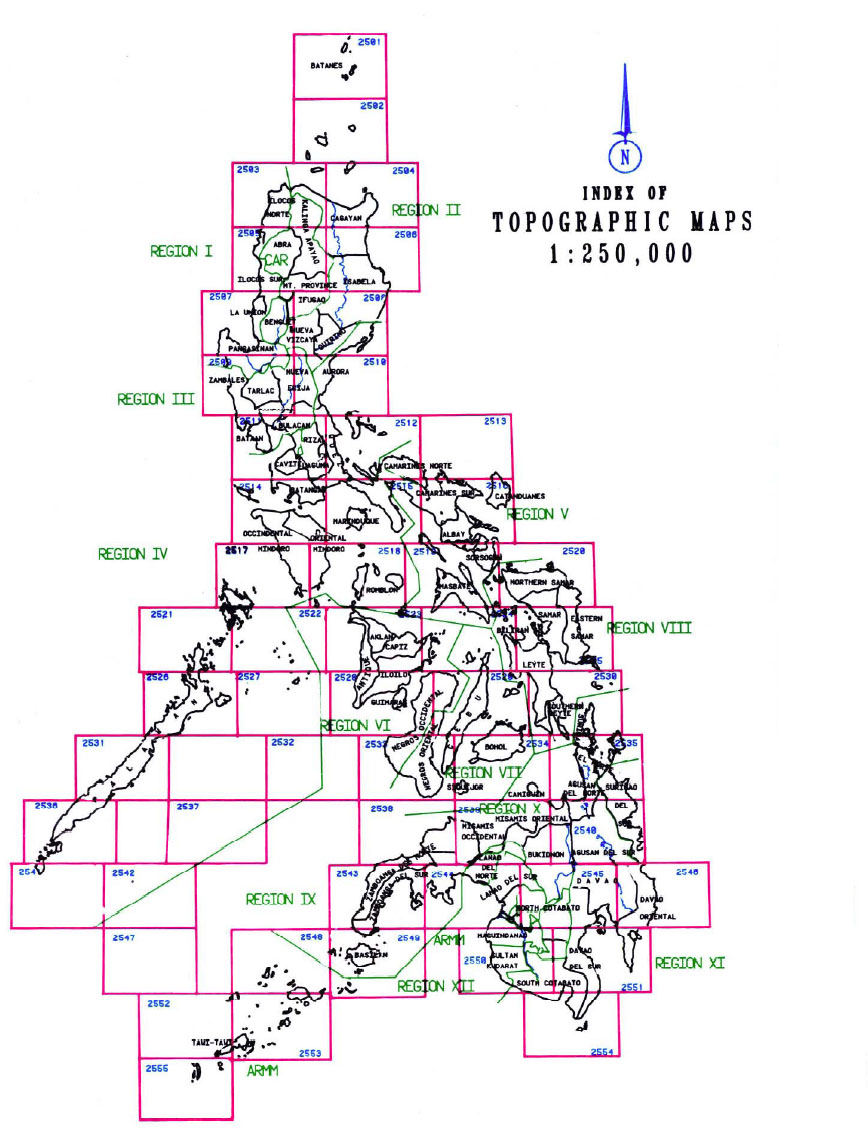 2501
BATANES
2502
N
INDEX OF
TOPOGRAPHIC MAPS
1:250,000
2503
2504
ILOCOS
NORTE
KALINGA APAYAO
CAGAYAN
REGION II
2505
2506
REGION I
ABRA
CAR
ILOCOS SUR
MT. PROVINCE
ISABELA
2507
IFUGAO
2508
LA UNION
BENGUET
NUEVA
VIZCAYA
QUIRINO
PANGASINAN
2509
2510
ZAMBALES
NUEVA
ECIJA
AURORA
TARLAC
REGION III
2511
2512
2513
BULACAN
BATAAN
RIZAL
CAVITE
LAGUNA
CAMARINES NORTE
2514
BATANGAS
2515
CAMARINES SUR
2516
CATANDUANES
MARINDUQUE
REGION V
OCCINDENTAL
MINDORO
ORIENTAL
MINDORO
ALBAY
REGION IV
2517
2518
2519
SORSOGON
2520
ROMBLON
MASBATE
NORTHERN SAMAR
2521
2522
2523
2524
SAMAR
EASTERN
SAMAR
BILIRAN
REGION VIII
AKLAN
CAPIZ
LEYTE
2525
2526
2527
2528
ANTIQUE
ILOILO
GUIMARAS
2529
2530
SOUTHERN
LEYTE
REGION VI
NEGROS OCCIDENTAL
NEGROS ORIENTAL
CEBU
PALAWAN
2531
2532
2533
BOHOL
2534
2535
REGION VII
SIQUIJOR
CAMIGUIN
AGUSAN
DEL NORTE
SURIGAO
DEL
SUR
2536
2537
2538
2539
REGION X
MISAMIS ORIENTAL
MISAMIS
OCCIDENTAL
2540
LANAO
DEL
NORTE
BUKIDNON
AGUSAN DEL SUR
2542
2543
2544
2545
2546
ZAMBOANGA DEL NORTE
ZAMBOANGA DEL SUR
LANAO DEL SUR
DAVAO
DAVAO
ORIENTAL
REGION IX
NORTH COTABATO
2547
2548
2549
ARMM
MAGUINDANAO
BASILAN
2550
SULTAN
KUDARAT
DAVAO
DEL SUR
REGION XI
REGION XII
SOUTH COTABATO
2551
2552
TAWI-TAWI
2553
2554
2555
ARMM